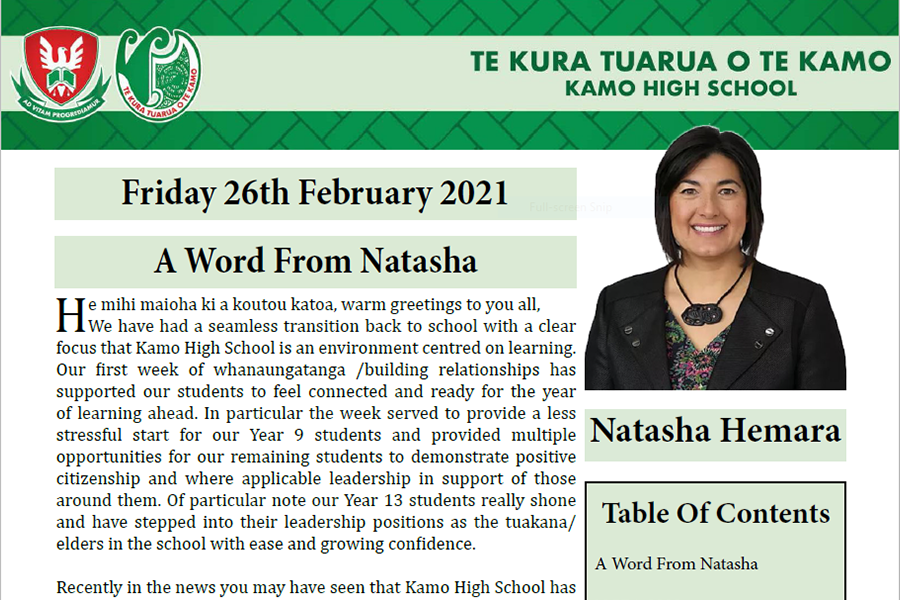 AD VITAM PROGREDIAMUR
TE KURA TUARUA O TE KAMO
TE KURA TUARUA O TE KAMO
KAMO HIGH SCHOOL
Friday 26th February 2021
Full-screen Snip
A Word From Natasha
He mihi maioha ki a koutou katoa, warm greetings to you all,
We have had a seamless transition back to school with a clear
focus that Kamo High School is an environment centred on learning.
Our first week of whanaungatanga /building relationships has
supported our students to feel connected and ready for the year
of learning ahead. In particular the week served to provide a less
stressful start for our Year 9 students and provided multiple
opportunities for our remaining students to demonstrate positive
citizenship and where applicable leadership in support of those
around them. Of particular note our Year 13 students really shone
and have stepped into their leadership positions as the tuakana/
elders in the school with ease and growing confidence.
Recently in the news you may have seen that Kamo High School has
Natasha Hemara
Table Of Contents
A Word From Natasha